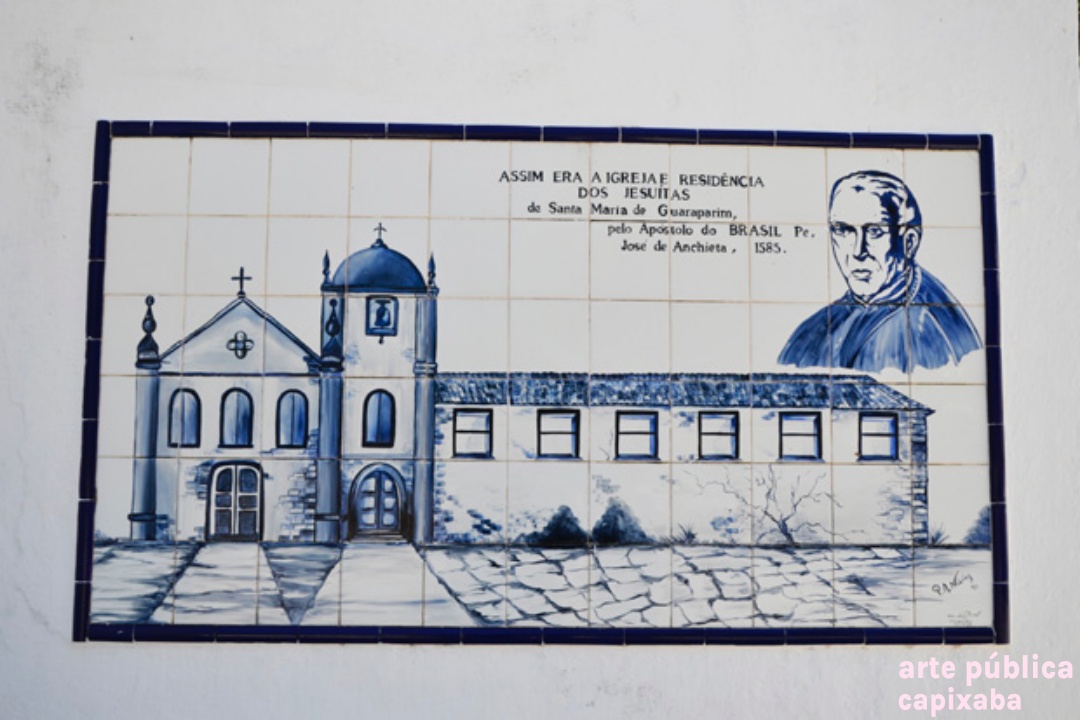 ASSIM ERA A IGREJA E RESIDÊNCIA
DOS JESUÍTAS
de Santa Maria de Guaraparim,
pelo Apóstolo do BRASIL Pe.
José de Anchieta, 1585.
arte pública
capixaba